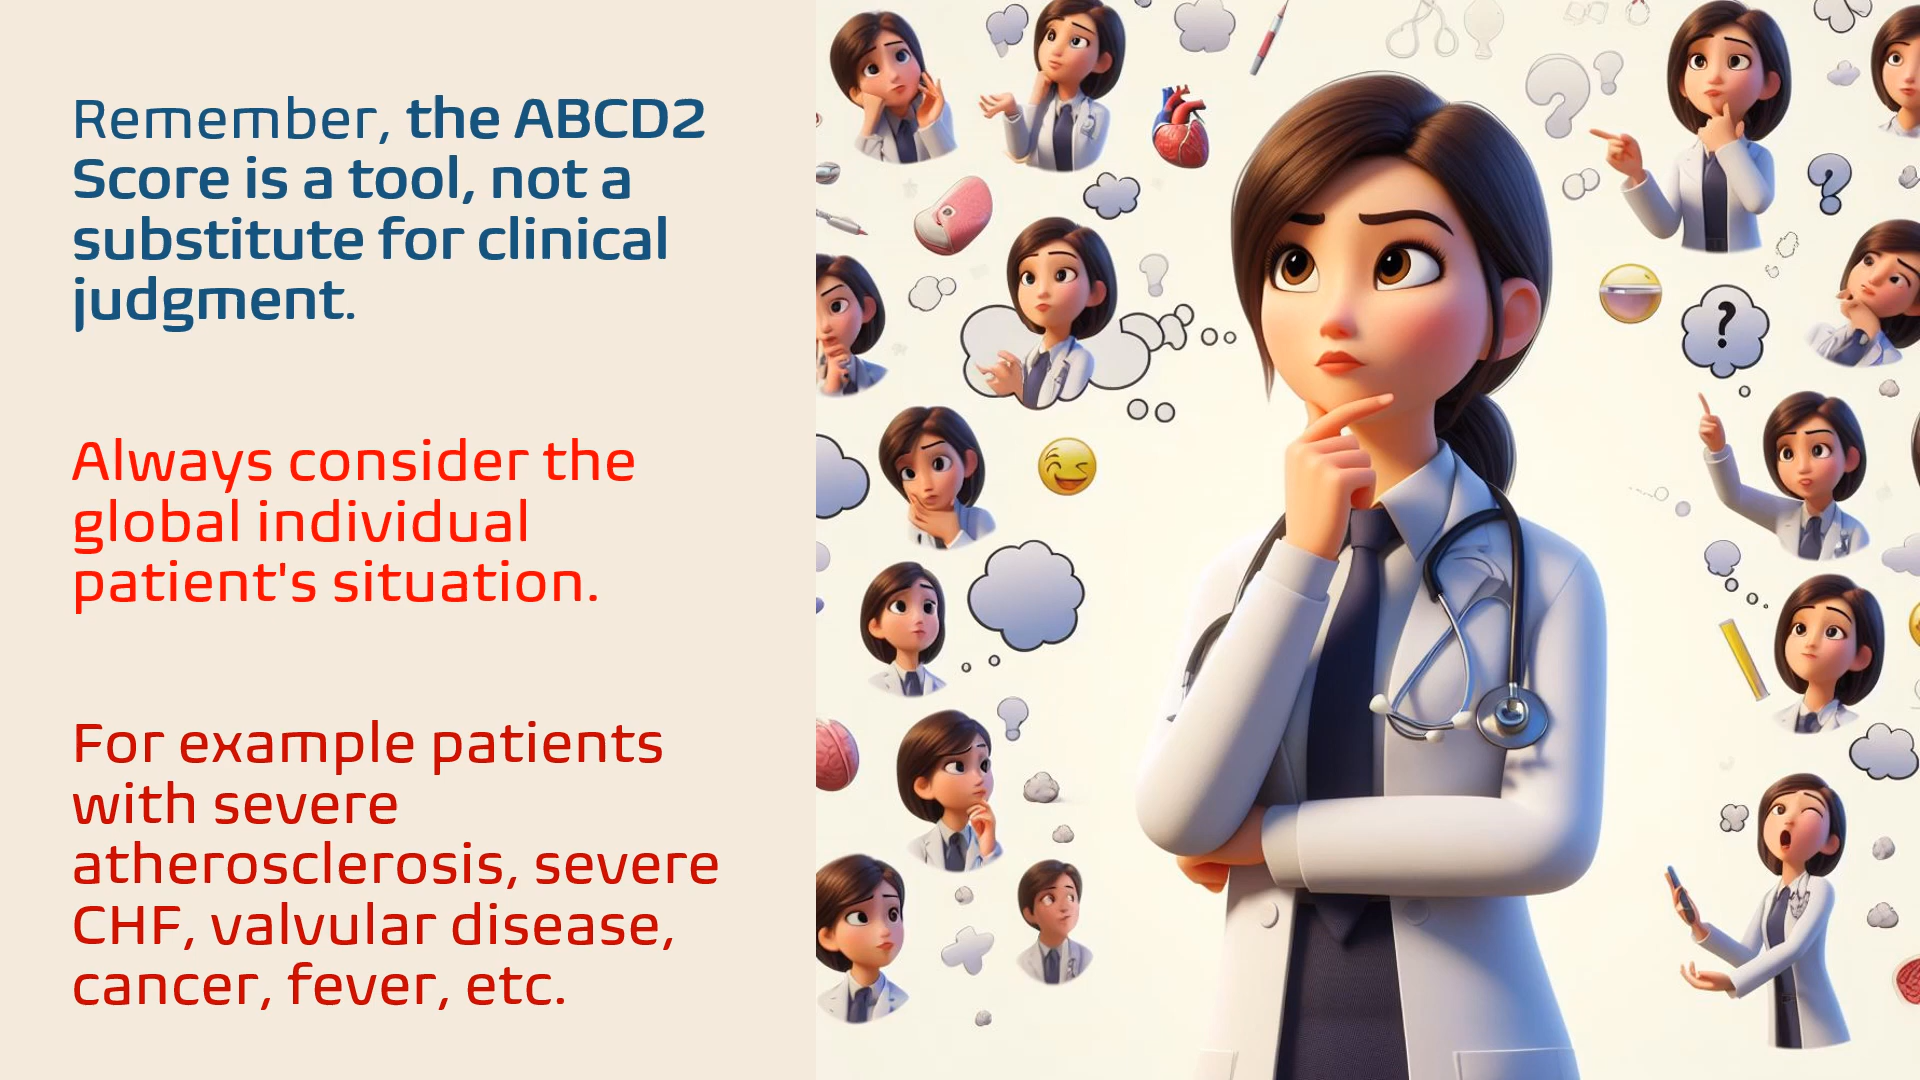 Remember, the ABCD2
Score is a tool, not a
substitute for clinical
judgment.
Always consider the
global individual
patient's situation.
For example patients
with severe
atherosclerosis, severe
CHF, valvular disease,
cancer, fever, etc.
?
?
?
?